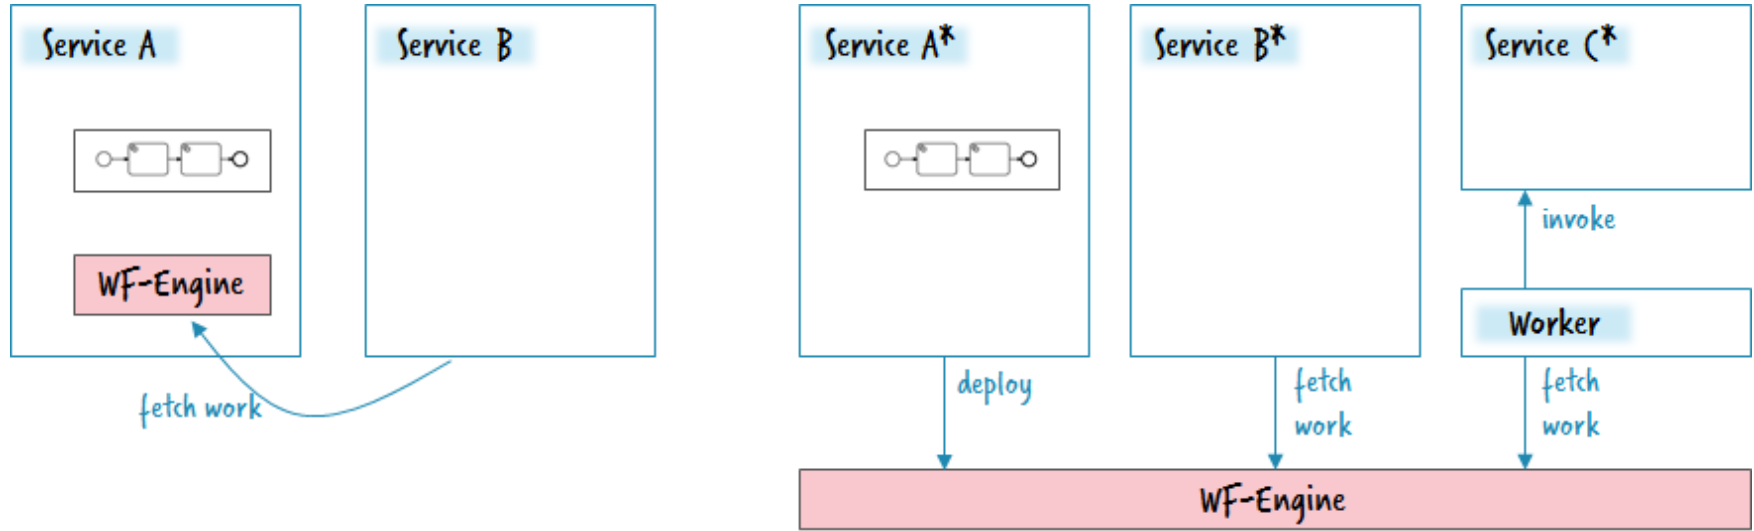 Service A
Service B
Service A*
Service B*
Service C*
invoke
WF-Engine
Worker
fetch work
deploy
fetch
work
fetch
work
WF-Engine